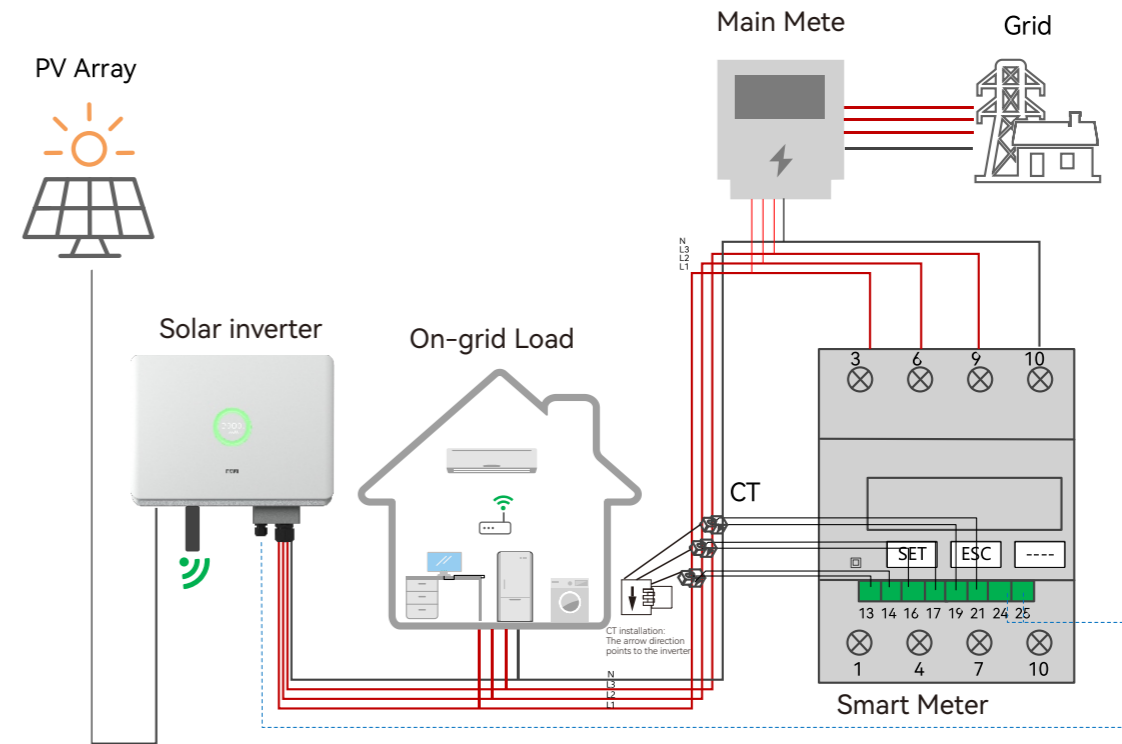 Main Mete
Grid
PV Array
N
L3
L2
L1
Solar inverter
On-grid Load
3 6 9 10
CT
SET ESC ----
13 14 16 17 19 21 24 25
CT installation:
The arrow direction
points to the inverter
1 4 7 10
N
L3
L2
L1
Smart Meter